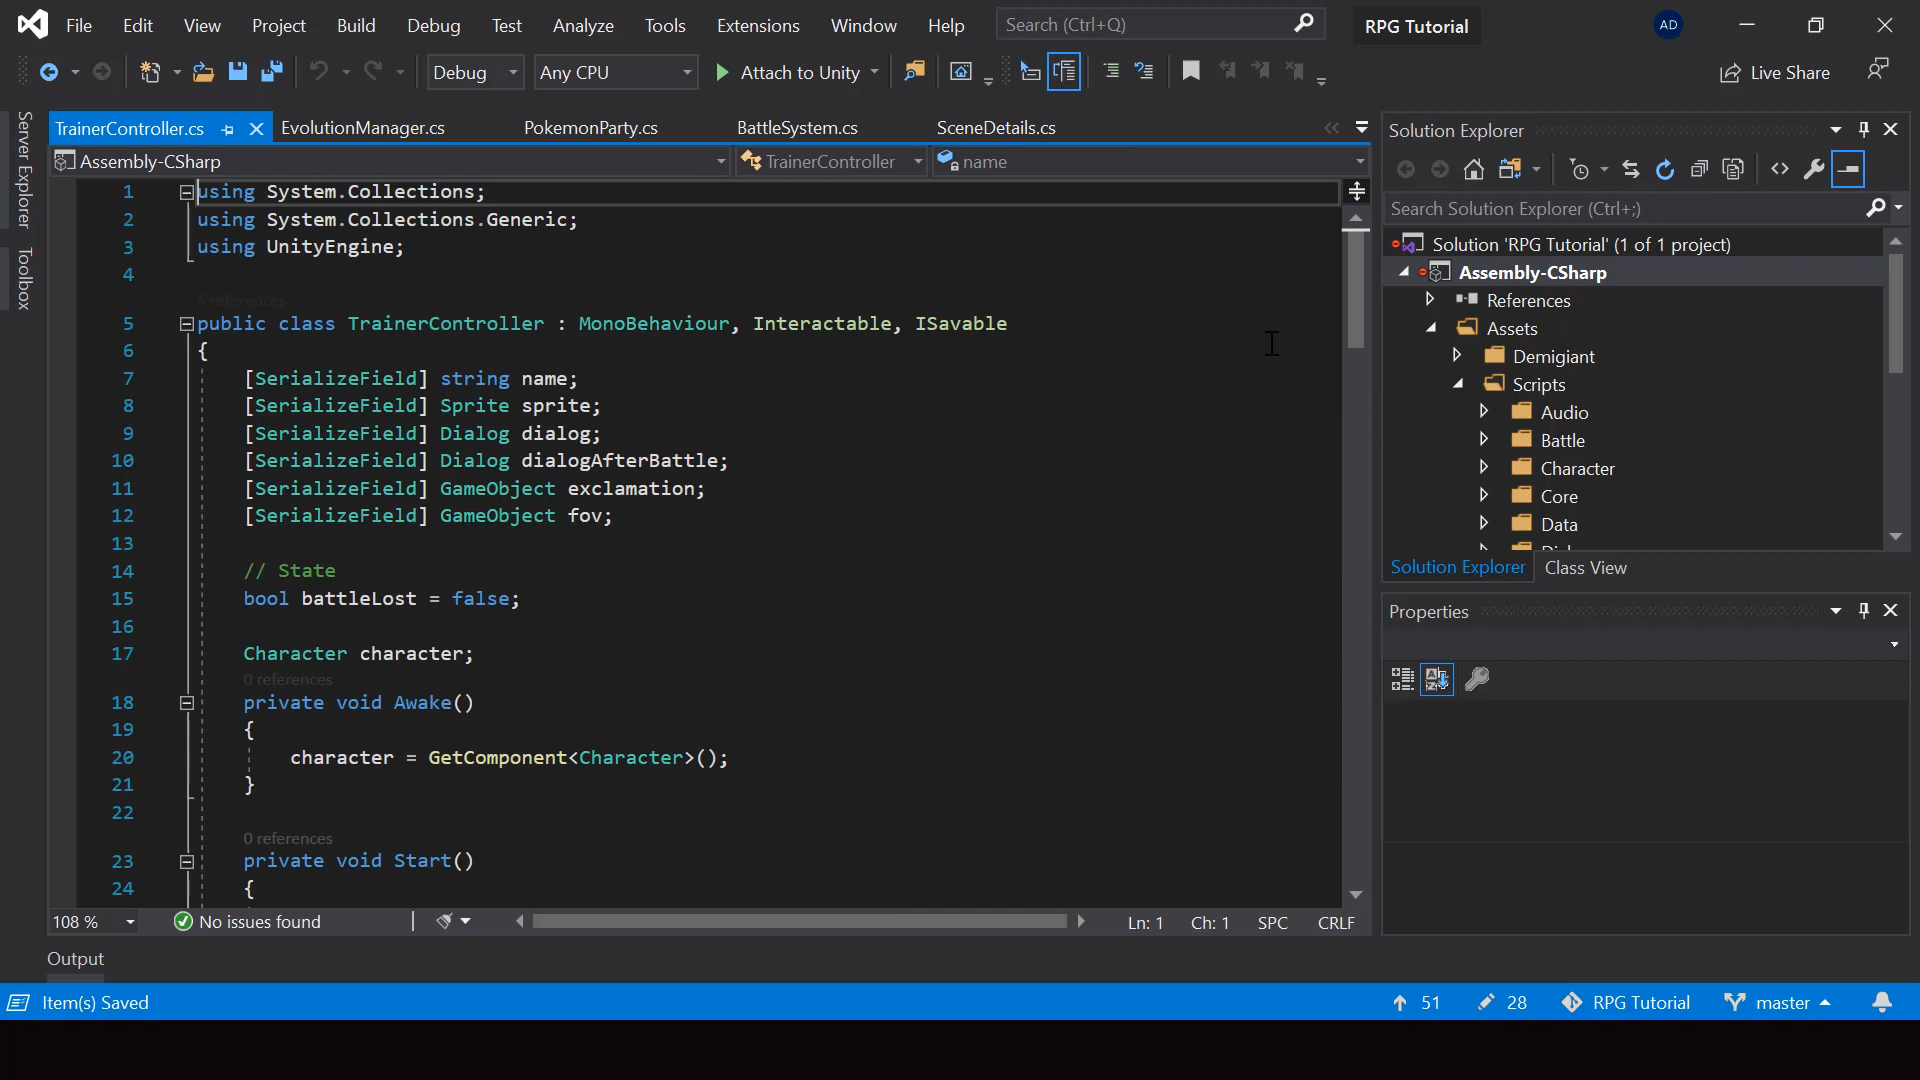 File Edit View Project Build Debug Test Analyze Tools Extensions Window Help Search (Ctrl+Q) RPG Tutorial AD
Debug Any CPU Attach to Unity Live Share
Server Explorer
Toolbox
TrainerController.cs EvolutionManager.cs PokemonParty.cs BattleSystem.cs SceneDetails.cs
Assembly-CSharp TrainerController name
1 using System.Collections;
2 using System.Collections.Generic;
3 using UnityEngine;
4
6 references
5 public class TrainerController : MonoBehaviour, Interactable, ISavable
6 {
7 [SerializeField] string name;
8 [SerializeField] Sprite sprite;
9 [SerializeField] Dialog dialog;
10 [SerializeField] Dialog dialogAfterBattle;
11 [SerializeField] GameObject exclamation;
12 [SerializeField] GameObject fov;
13
14 // State
15 bool battleLost = false;
16
17 Character character;
0 references
18 private void Awake()
19 {
20 character = GetComponent<Character>();
21 }
22
0 references
23 private void Start()
24 {
108 % No issues found Ln: 1 Ch: 1 SPC CRLF
Output
Solution Explorer
Search Solution Explorer (Ctrl+;)
Solution 'RPG Tutorial' (1 of 1 project)
Assembly-CSharp
References
Assets
Demigiant
Scripts
Audio
Battle
Character
Core
Data
Solution Explorer Class View
Properties
Item(s) Saved 51 28 RPG Tutorial master